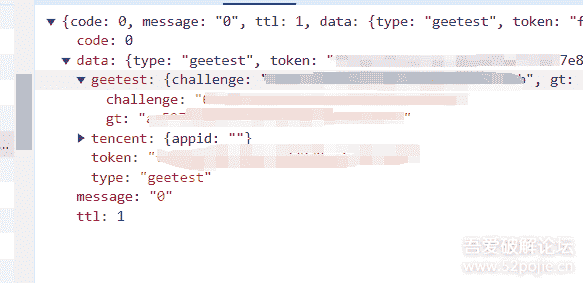 {code: 0, message: "0", ttl: 1, data: {type: "geetest", token: "f
code: 0
data: {type: "geetest", token: " 7e8
geetest: {challenge: " b", gt:
challenge: "
gt: " "
tencent: {appid: ""}
token: "
type: "geetest"
message: "0"
ttl: 1
...
吾爱破解论坛
www.52pojie.cn